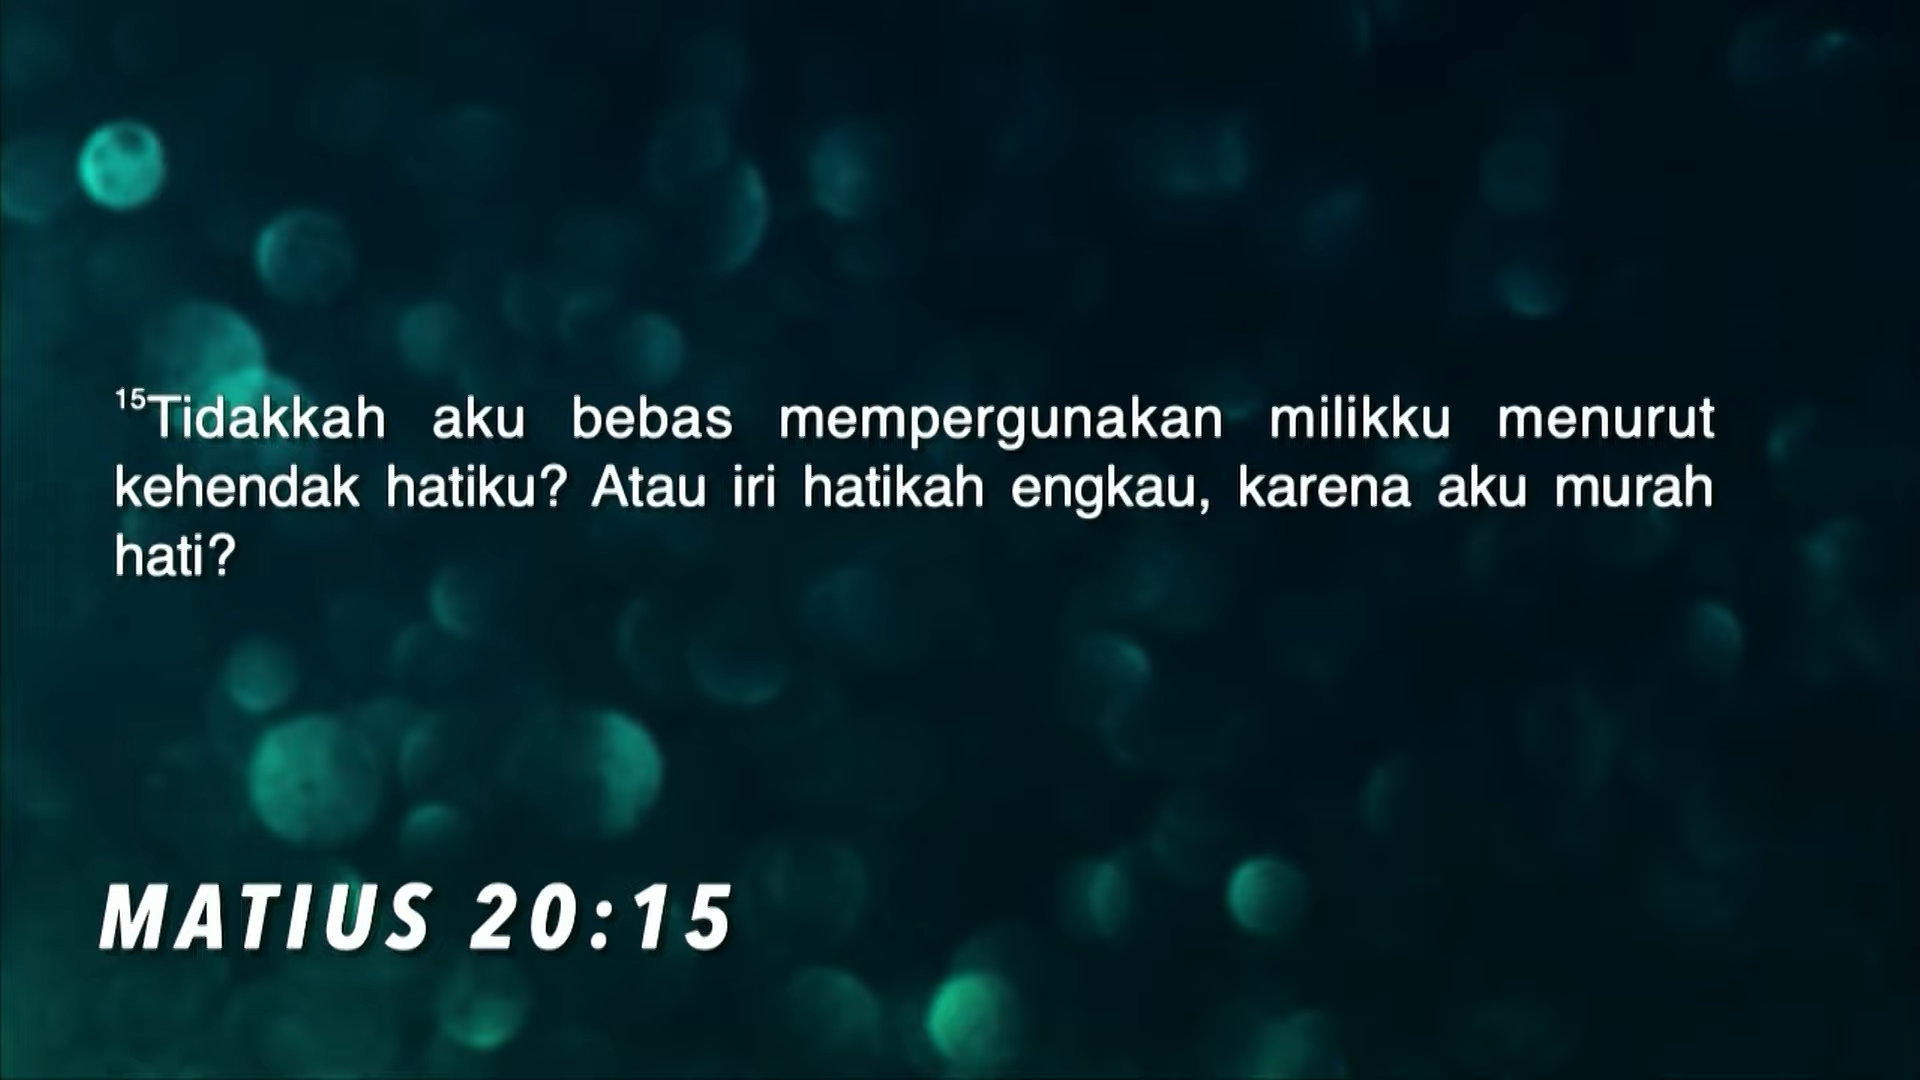 15Tidakkah aku bebas mempergunakan milikku menurut
kehendak hatiku? Atau iri hatikah engkau, karena aku murah
hati?
MATIUS 20:15